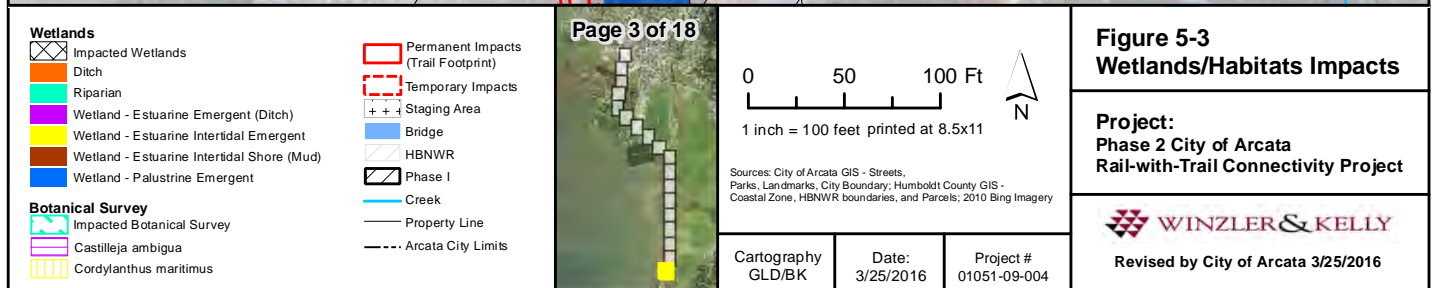 Wetlands
Impacted Wetlands
Ditch
Riparian
Wetland - Estuarine Emergent (Ditch)
Wetland - Estuarine Intertidal Emergent
Wetland - Estuarine Intertidal Shore (Mud)
Wetland - Palustrine Emergent
Botanical Survey
Impacted Botanical Survey
Castilleja ambigua
Cordylanthus maritimus
Permanent Impacts
(Trail Footprint)
Temporary Impacts
Staging Area
Bridge
HBNWR
Phase I
Creek
Property Line
Arcata City Limits
Page 3 of 18
0 50 100 Ft
N
1 inch = 100 feet printed at 8.5x11
Sources: City of Arcata GIS - Streets,
Parks, Landmarks, City Boundary; Humboldt County GIS -
Coastal Zone, HBNWR boundaries, and Parcels; 2010 Bing Imagery
Cartography
GLD/BK
Date:
3/25/2016
Project #
01051-09-004
Figure 5-3
Wetlands/Habitats Impacts
Project:
Phase 2 City of Arcata
Rail-with-Trail Connectivity Project
WINZLER & KELLY
Revised by City of Arcata 3/25/2016